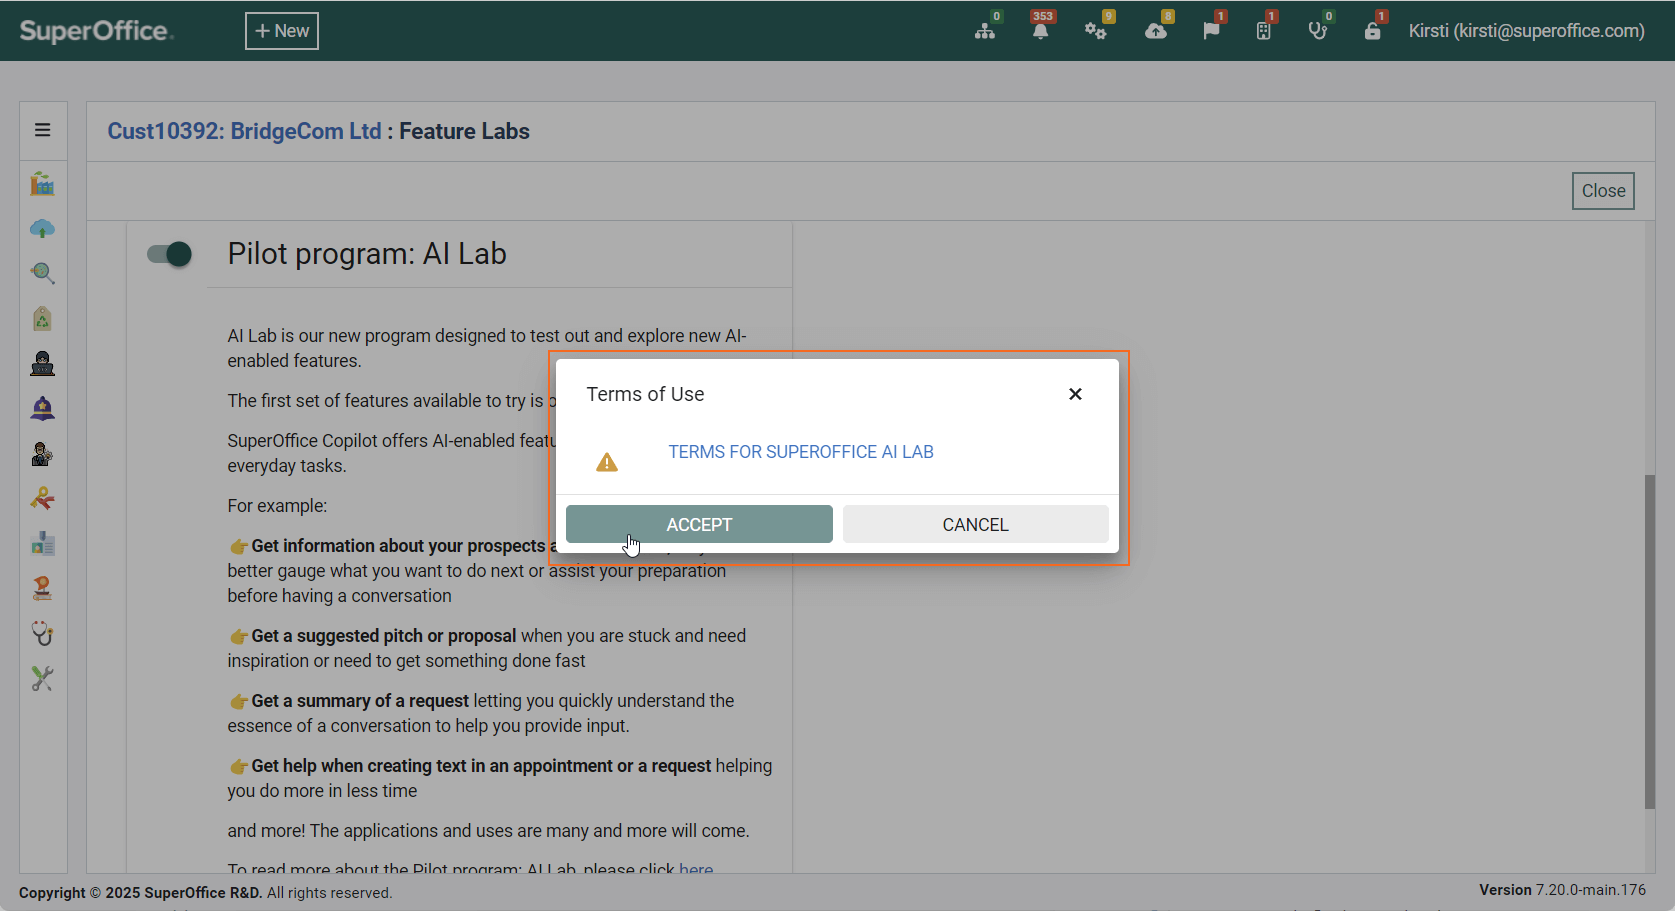 SuperOffice.
+ New
0
353
9
8
1
1
0
1
Kirsti (kirsti@superoffice.com)
Cust10392: BridgeCom Ltd : Feature Labs
Close
Pilot program: AI Lab
AI Lab is our new program designed to test out and explore new AI-
enabled features.
The first set of features available to try is
SuperOffice Copilot offers AI-enabled
everyday tasks.
For example:
👉Get information about your prospects
better gauge what you want to do next or assist your preparation
before having a conversation
👉Get a suggested pitch or proposal when you are stuck and need
inspiration or need to get something done fast
👉Get a summary of a request letting you quickly understand the
essence of a conversation to help you provide input.
👉Get help when creating text in an appointment or a request helping
you do more in less time
and more! The applications and uses are many and more will come.
To read more about the Pilot program: AI Lab, please click here
Terms of Use
TERMS FOR SUPEROFFICE AI LAB
ACCEPT
CANCEL
Copyright © 2025 SuperOffice R&D. All rights reserved.
Version 7.20.0-main.176